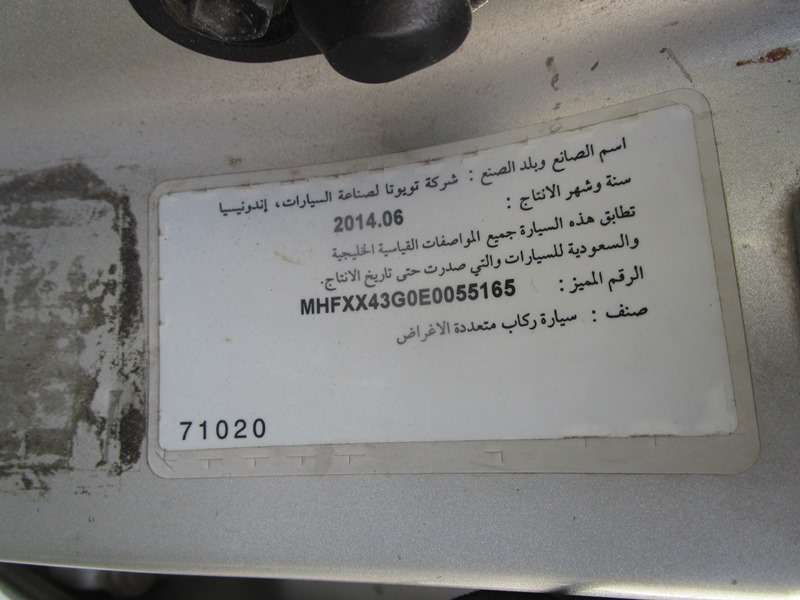 اسم الصانع وبلد الصنع : شركة تويوتا لصناعة السيارات، إندونيسيا
سنة وشهر الانتاج : 2014.06
تطابق هذه السيارة جميع المواصفات القياسية الخليجية
والسعودية للسيارات والتي صدرت حتى تاريخ الانتاج.
الرقم المميز : MHFXX43G0E0055165
صنف : سيارة ركاب متعددة الاغراض
71020